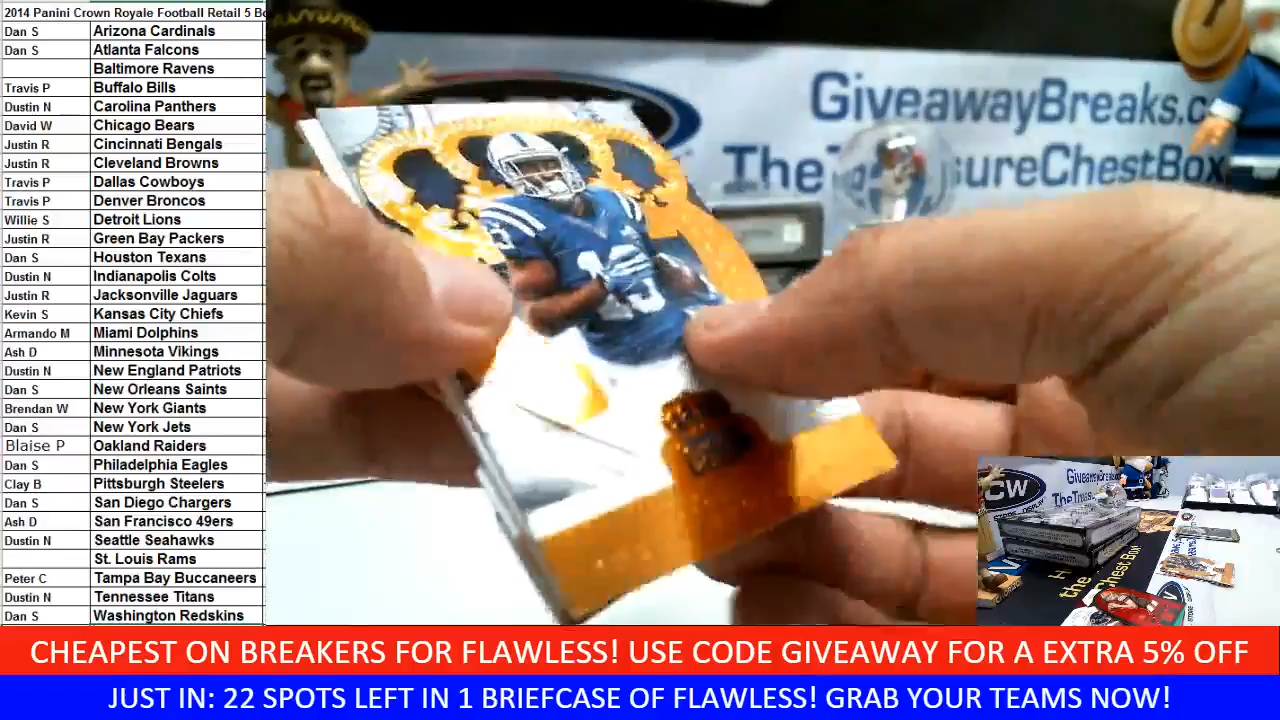 2014 Panini Crown Royale Football Retail 5 Bo
Dan S Arizona Cardinals
Dan S Atlanta Falcons
Baltimore Ravens
Travis P Buffalo Bills
Dustin N Carolina Panthers
David W Chicago Bears
Justin R Cincinnati Bengals
Justin R Cleveland Browns
Travis P Dallas Cowboys
Travis P Denver Broncos
Willie S Detroit Lions
Justin R Green Bay Packers
Dan S Houston Texans
Dustin N Indianapolis Colts
Justin R Jacksonville Jaguars
Kevin S Kansas City Chiefs
Armando M Miami Dolphins
Ash D Minnesota Vikings
Dustin N New England Patriots
Dan S New Orleans Saints
Brendan W New York Giants
Dan S New York Jets
Blaise P Oakland Raiders
Dan S Philadelphia Eagles
Clay B Pittsburgh Steelers
Dan S San Diego Chargers
Ash D San Francisco 49ers
Dustin N Seattle Seahawks
St. Louis Rams
Peter C Tampa Bay Buccaneers
Dustin N Tennessee Titans
Dan S Washington Redskins
GiveawayBreaks.c
TheT sureChestBox
CW
GiveawayBreaks.
TheTreas
Chest Box
CHEAPEST ON BREAKERS FOR FLAWLESS! USE CODE GIVEAWAY FOR A EXTRA 5% OFF
JUST IN: 22 SPOTS LEFT IN 1 BRIEFCASE OF FLAWLESS! GRAB YOUR TEAMS NOW!